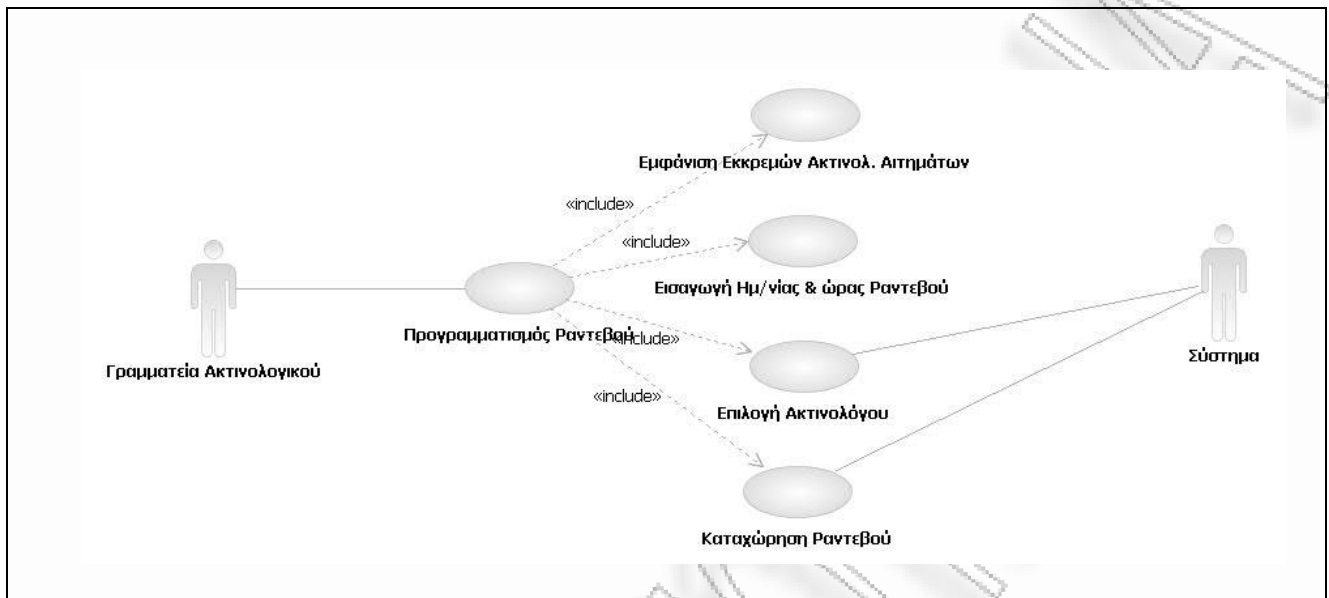 Εμφάνιση Εκκρεμών Ακτινολ. Αιτημάτων
«include»
«include»
Εισαγωγή Ημ/νίας & ώρας Ραντεβού
Προγραμματισμός Ραντεβού
«include»
Γραμματεία Ακτινολογικού
Σύστημα
«include»
Επιλογή Ακτινολόγου
Καταχώρηση Ραντεβού